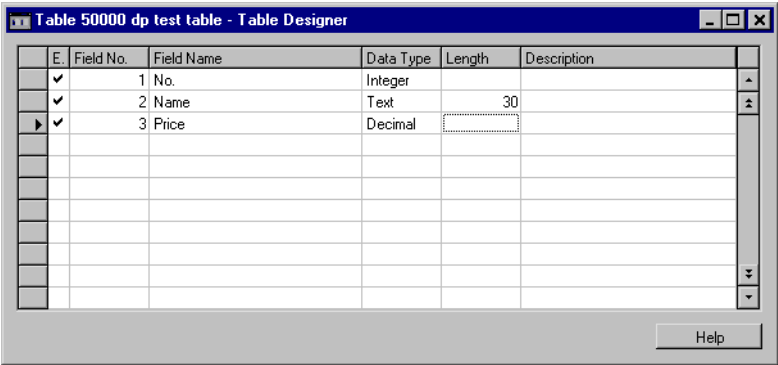 Table 50000 dp test table - Table Designer
E. Field No. Field Name Data Type Length Description
1 No. Integer
2 Name Text 30
3 Price Decimal
Help